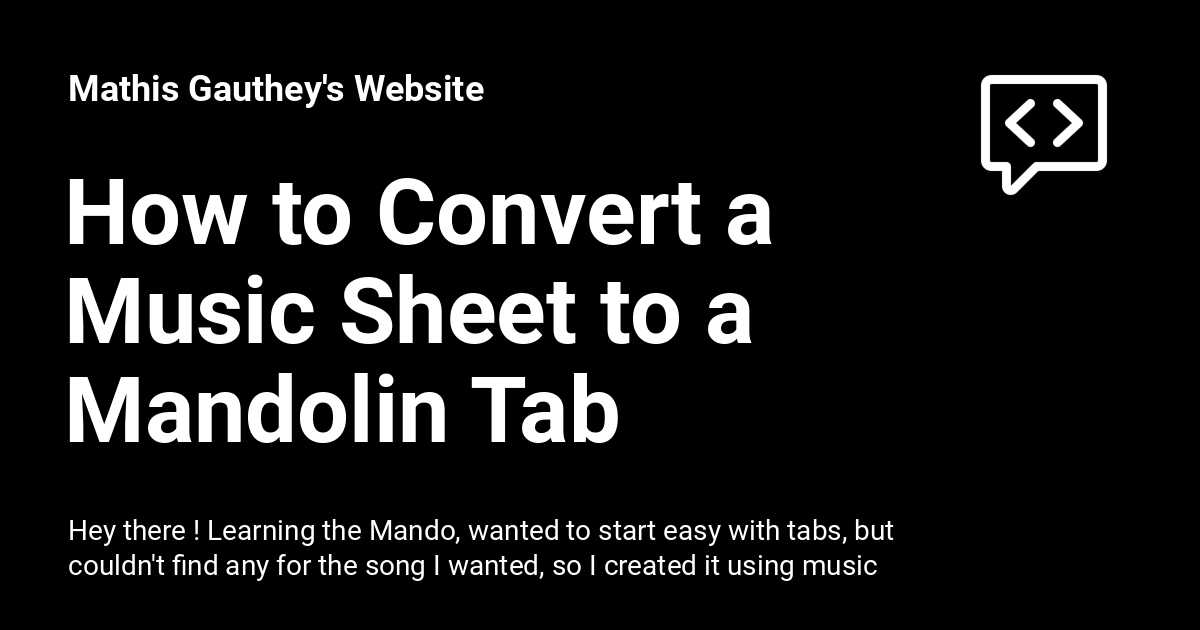 Mathis Gauthey's Website
How to Convert a
Music Sheet to a
Mandolin Tab
Hey there ! Learning the Mando, wanted to start easy with tabs, but
couldn't find any for the song I wanted, so I created it using music